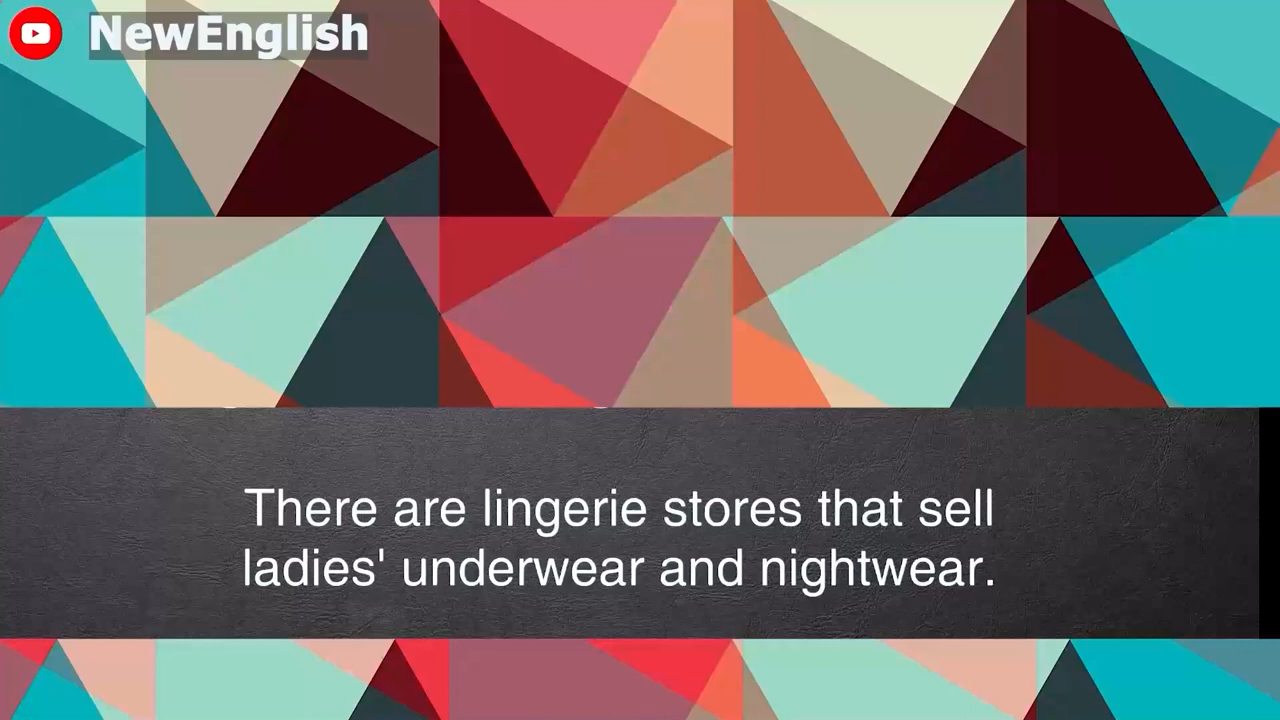 NewEnglish
There are lingerie stores that sell
ladies' underwear and nightwear.